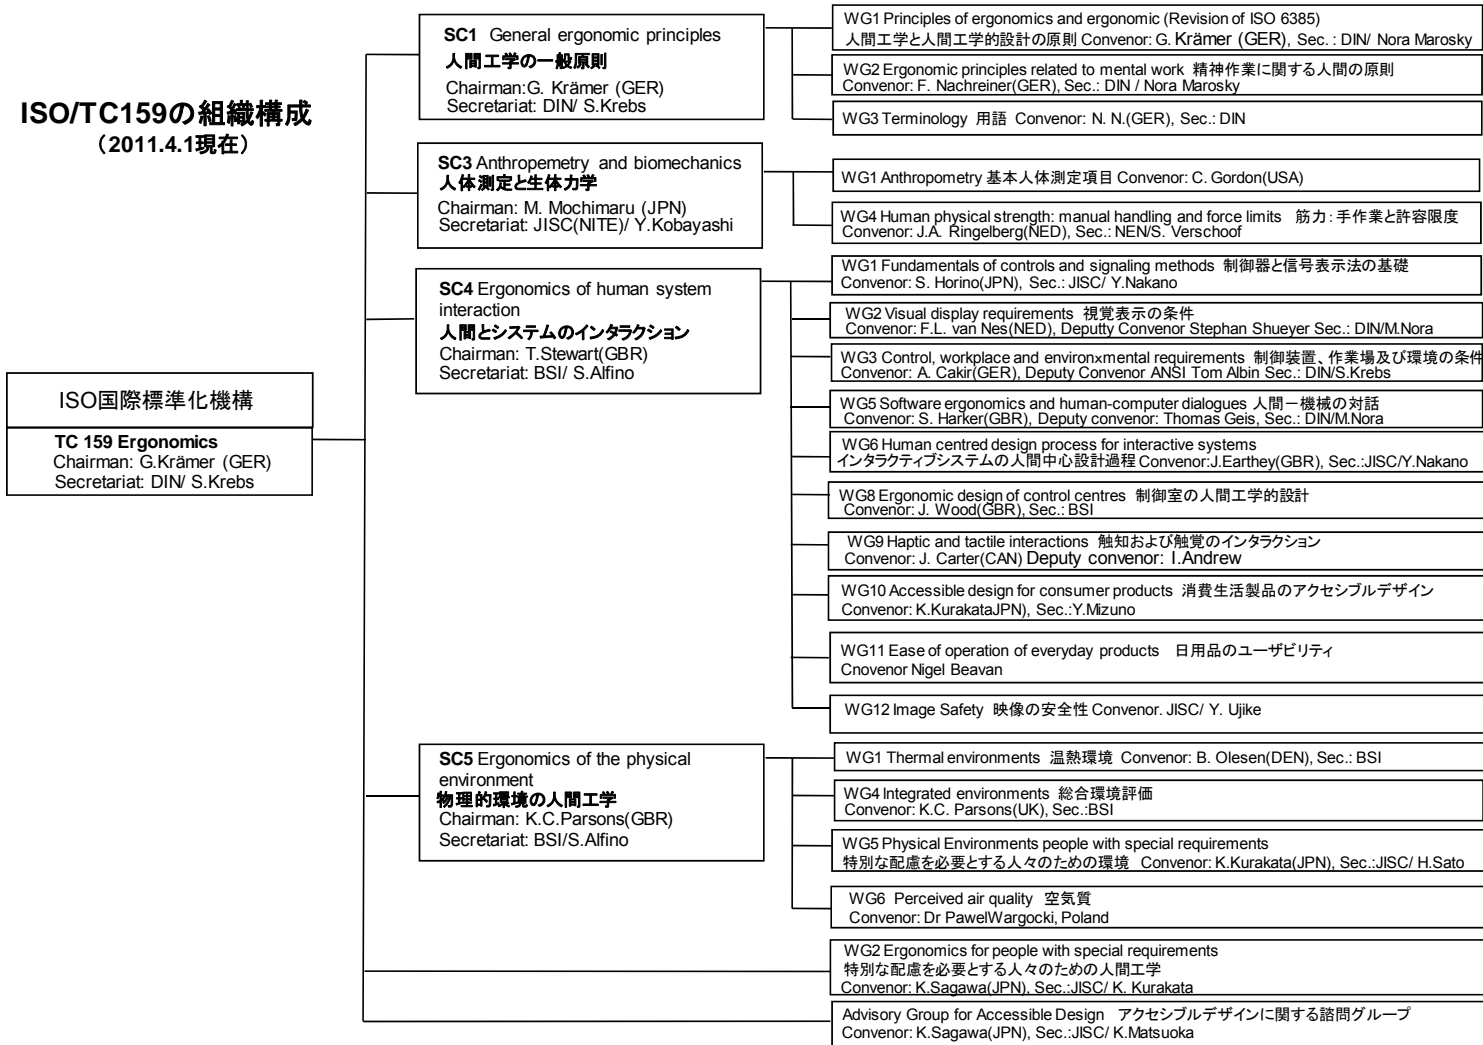 ISO/TC159の組織構成
（2011.4.1現在）
ISO国際標準化機構
TC 159 Ergonomics
Chairman: G.Krämer (GER)
Secretariat: DIN/ S.Krebs
SC1 General ergonomic principles
人間工学の一般原則
Chairman:G. Krämer (GER)
Secretariat: DIN/ S.Krebs
WG1 Principles of ergonomics and ergonomic (Revision of ISO 6385)
人間工学と人間工学的設計の原則 Convenor: G. Krämer (GER), Sec. : DIN/ Nora Marosky
WG2 Ergonomic principles related to mental work 精神作業に関する人間の原則
Convenor: F. Nachreiner(GER), Sec.: DIN / Nora Marosky
WG3 Terminology 用語 Convenor: N. N.(GER), Sec.: DIN
SC3 Anthropemetry and biomechanics
人体測定と生体力学
Chairman: M. Mochimaru (JPN)
Secretariat: JISC(NITE)/ Y.Kobayashi
WG1 Anthropometry 基本人体測定項目 Convenor: C. Gordon(USA)
WG4 Human physical strength: manual handling and force limits 筋力：手作業と許容限度
Convenor: J.A. Ringelberg(NED), Sec.: NEN/S. Verschoof
SC4 Ergonomics of human system
interaction
人間とシステムのインタラクション
Chairman: T.Stewart(GBR)
Secretariat: BSI/ S.Alfino
WG1 Fundamentals of controls and signaling methods 制御器と信号表示法の基礎
Convenor: S. Horino(JPN), Sec.: JISC/ Y.Nakano
WG2 Visual display requirements 視覚表示の条件
Convenor: F.L. van Nes(NED), Deputty Convenor Stephan Shueyer Sec.: DIN/M.Nora
WG3 Control, workplace and environxmental requirements 制御装置、作業場及び環境の条件
Convenor: A. Cakir(GER), Deputy Convenor ANSI Tom Albin Sec.: DIN/S.Krebs
WG5 Software ergonomics and human-computer dialogues 人間－機械の対話
Convenor: S. Harker(GBR), Deputy convenor: Thomas Geis, Sec.: DIN/M.Nora
WG6 Human centred design process for interactive systems
インタラクティブシステムの人間中心設計過程 Convenor:J.Earthey(GBR), Sec.:JISC/Y.Nakano
WG8 Ergonomic design of control centres 制御室の人間工学的設計
Convenor: J. Wood(GBR), Sec.: BSI
WG9 Haptic and tactile interactions 触知および触覚のインタラクション
Convenor: J. Carter(CAN) Deputy convenor: I.Andrew
WG10 Accessible design for consumer products 消費生活製品のアクセシブルデザイン
Convenor: K.KurakataJPN), Sec.:Y.Mizuno
WG11 Ease of operation of everyday products 日用品のユーザビリティ
Cnovenor Nigel Beavan
WG12 Image Safety 映像の安全性 Convenor. JISC/ Y. Ujike
SC5 Ergonomics of the physical
environment
物理的環境の人間工学
Chairman: K.C.Parsons(GBR)
Secretariat: BSI/S.Alfino
WG1 Thermal environments 温熱環境 Convenor: B. Olesen(DEN), Sec.: BSI
WG4 Integrated environments 総合環境評価
Convenor: K.C. Parsons(UK), Sec.:BSI
WG5 Physical Environments people with special requirements
特別な配慮を必要とする人々のための環境 Convenor: K.Kurakata(JPN), Sec.:JISC/ H.Sato
WG6 Perceived air quality 空気質
Convenor: Dr PawelWargocki, Poland
WG2 Ergonomics for people with special requirements
特別な配慮を必要とする人々のための人間工学
Convenor: K.Sagawa(JPN), Sec.:JISC/ K. Kurakata
Advisory Group for Accessible Design アクセシブルデザインに関する諮問グループ
Convenor: K.Sagawa(JPN), Sec.:JISC/ K.Matsuoka